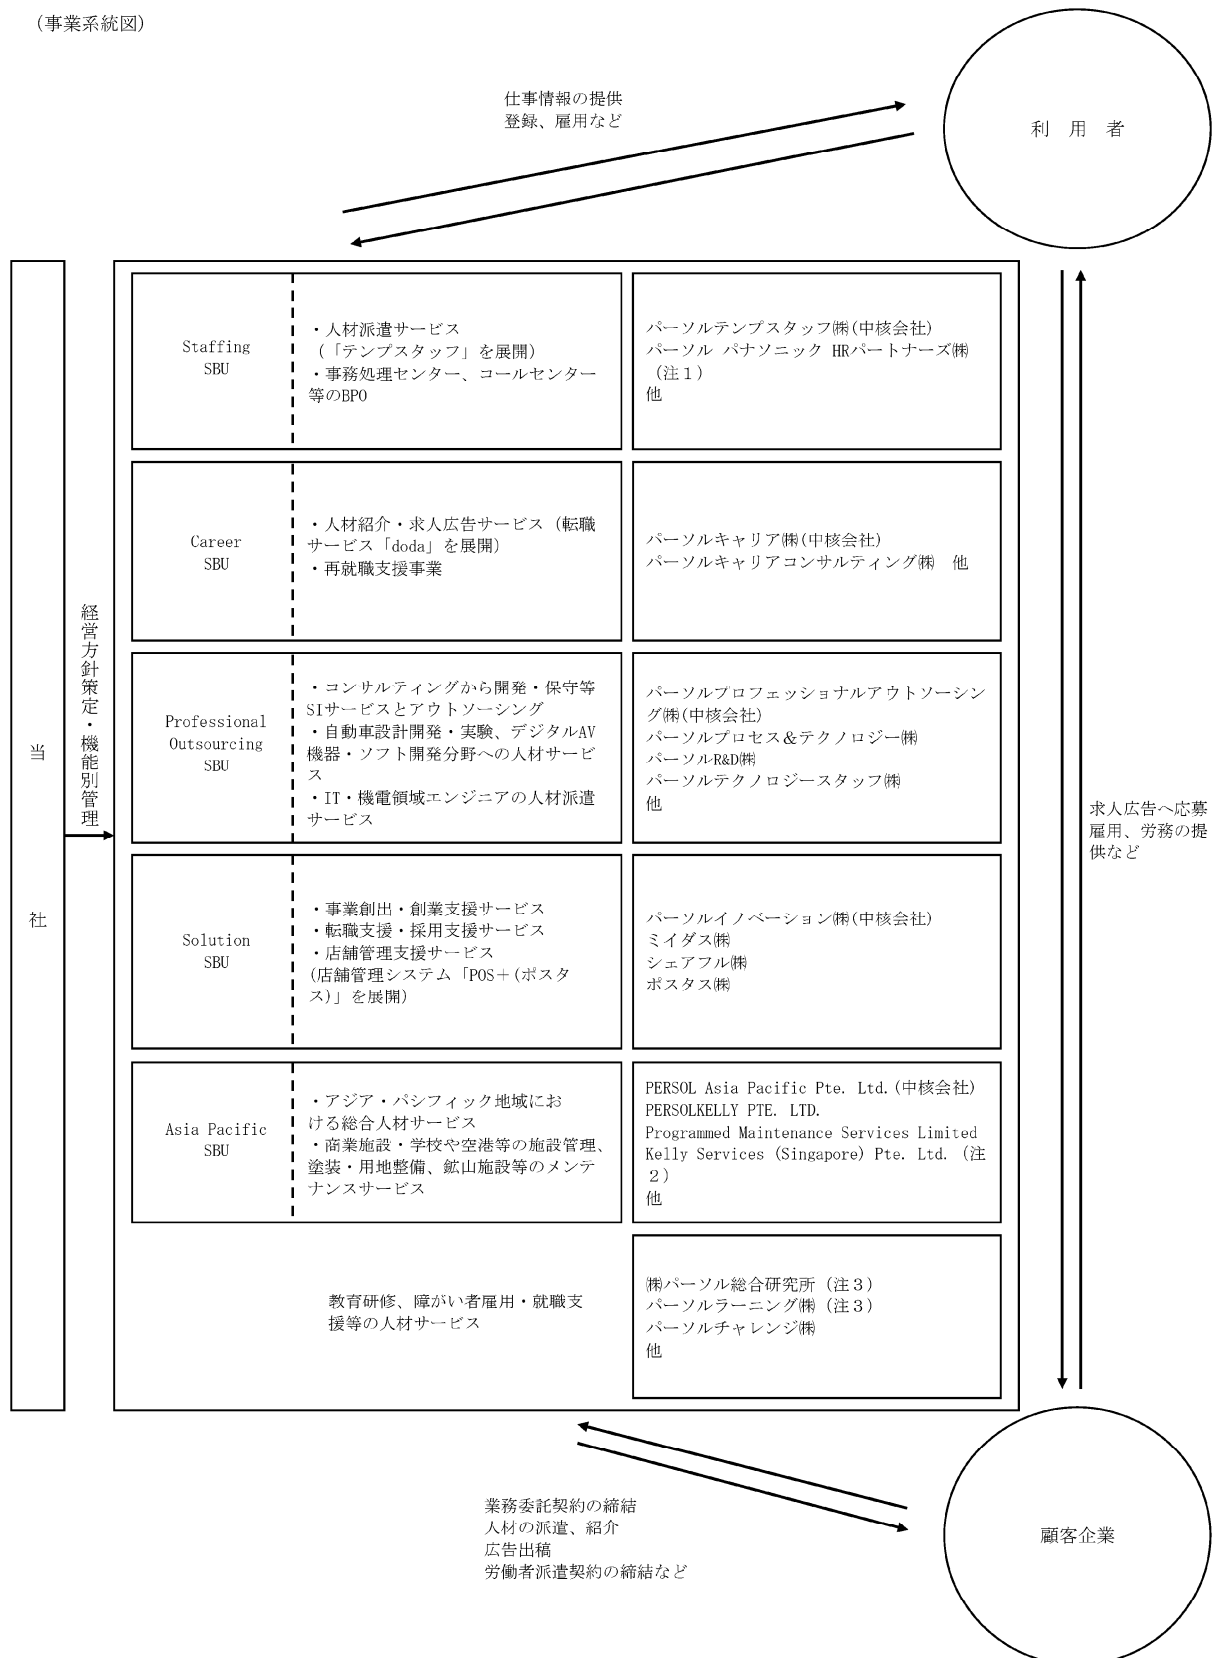 （事業系統図）
仕事情報の提供
登録、雇用など
利　用　者
当
社
経営方針策定・機能別管理
Staffing
SBU
・人材派遣サービス
（「テンプスタッフ」を展開）
・事務処理センター、コールセンター
等のBPO
パーソルテンプスタッフ㈱(中核会社)
パーソル パナソニック HRパートナーズ㈱
（注１）
他
Career
SBU
・人材紹介・求人広告サービス（転職
サービス「doda」を展開）
・再就職支援事業
パーソルキャリア㈱(中核会社)
パーソルキャリアコンサルティング㈱　他
Professional
Outsourcing
SBU
・コンサルティングから開発・保守等
SIサービスとアウトソーシング
・自動車設計開発・実験、デジタルAV
機器・ソフト開発分野への人材サービ
ス
・IT・機電領域エンジニアの人材派遣
サービス
パーソルプロフェッショナルアウトソーシン
グ㈱(中核会社)
パーソルプロセス＆テクノロジー㈱
パーソルR&D㈱
パーソルテクノロジースタッフ㈱
他
Solution
SBU
・事業創出・創業支援サービス
・転職支援・採用支援サービス
・店舗管理支援サービス
(店舗管理システム「POS＋(ポスタ
ス)」を展開）
パーソルイノベーション㈱(中核会社)
ミイダス㈱
シェアフル㈱
ポスタス㈱
Asia Pacific
SBU
・アジア・パシフィック地域にお
ける総合人材サービス
・商業施設・学校や空港等の施設管理、
塗装・用地整備、鉱山施設等のメンテ
ナンスサービス
PERSOL Asia Pacific Pte. Ltd.(中核会社)
PERSOLKELLY PTE. LTD.
Programmed Maintenance Services Limited
Kelly Services (Singapore) Pte. Ltd.（注
２）
他
教育研修、障がい者雇用・就職支
援等の人材サービス
㈱パーソル総合研究所（注３）
パーソルラーニング㈱（注３）
パーソルチャレンジ㈱
他
求人広告へ応募
雇用、労務の提
供など
業務委託契約の締結
人材の派遣、紹介
広告出稿
労働者派遣契約の締結など
顧客企業